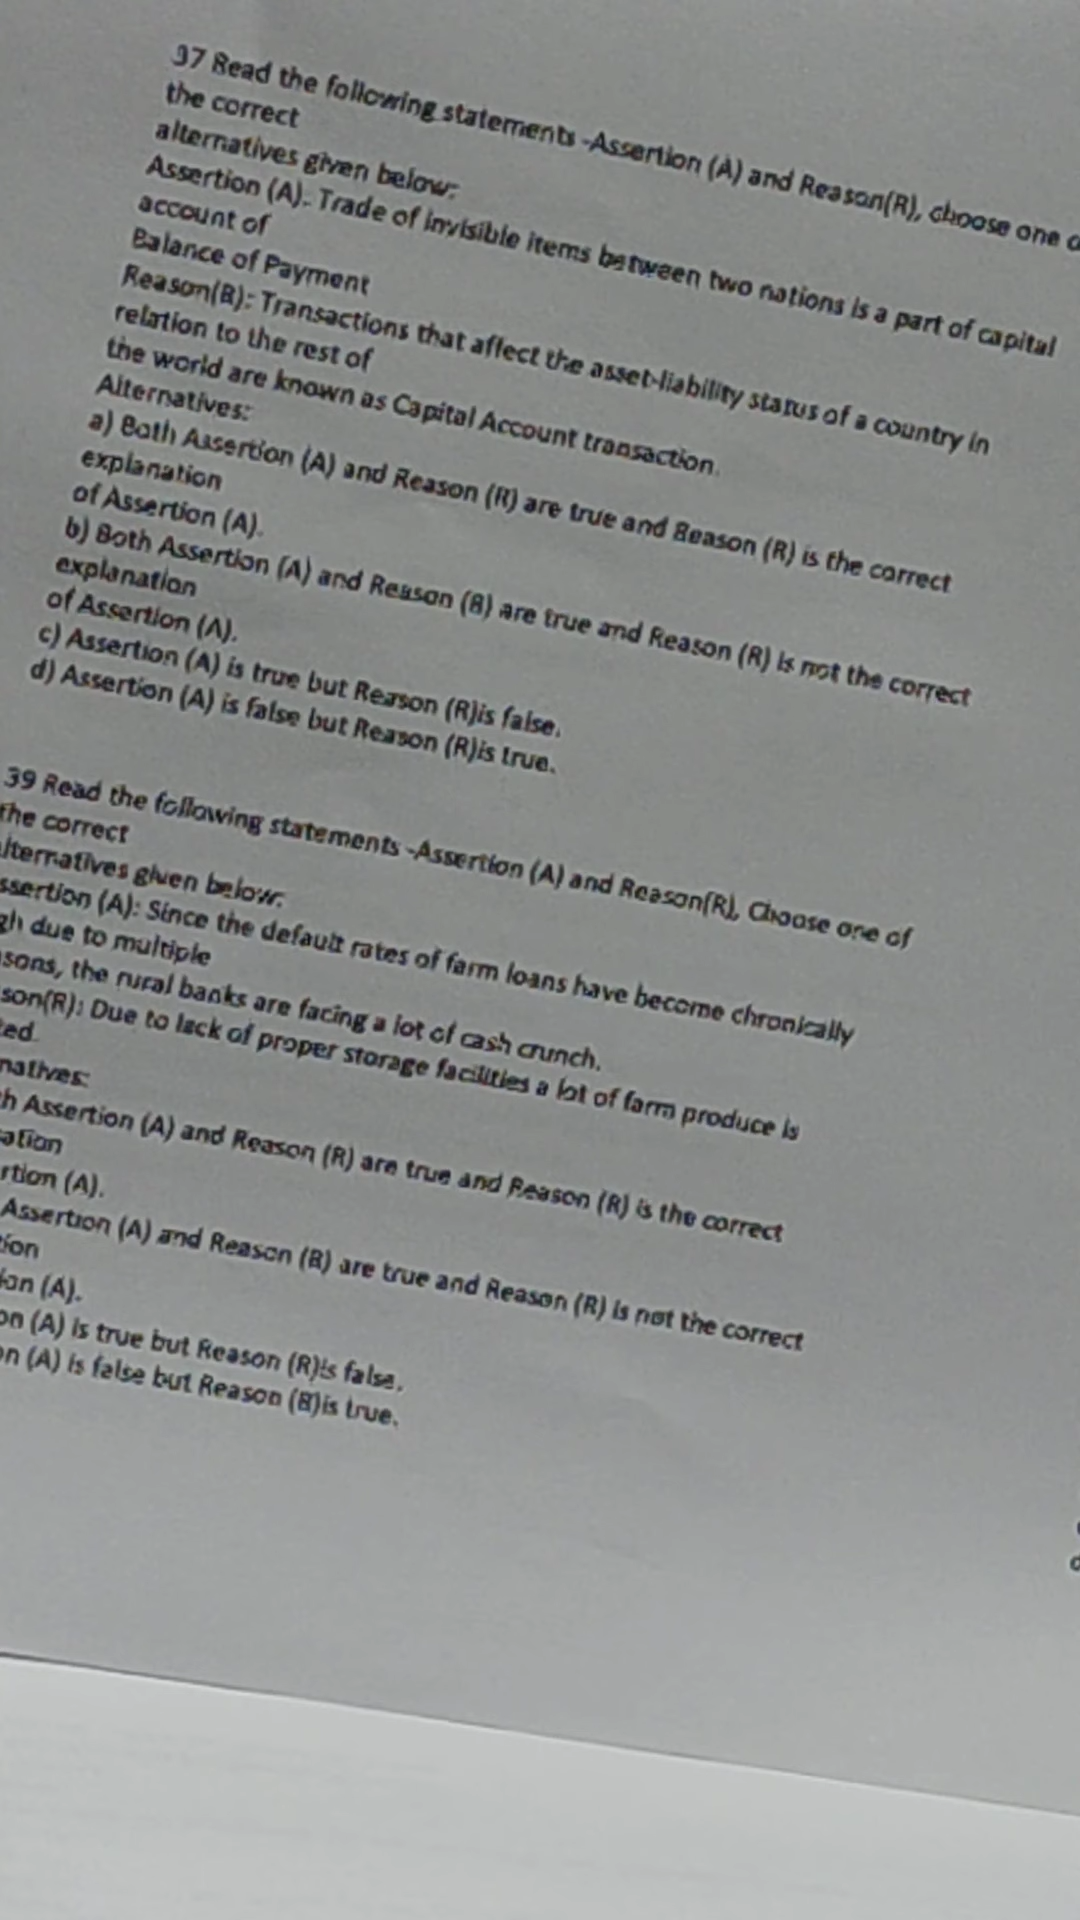 37 Read the following statements -Assertion (A) and Reason(R), choose one o
the correct
alternatives given below:
Assertion (A)- Trade of invisible items between two nations is a part of capital
account of
Balance of Payment
Reason(R): Transactions that affect the asset-liability status of a country in
relation to the rest of
the world are known as Capital Account transaction.
Alternatives:
a) Both Assertion (A) and Reason (R) are true and Reason (R) is the correct
explanation
of Assertion (A).
b) Both Assertion (A) and Reason (R) are true and Reason (R) is not the correct
explanation
of Assertion (A).
c) Assertion (A) is true but Reason (R)is false.
d) Assertion (A) is false but Reason (R)is true.
39 Read the following statements -Assertion (A) and Reason(R), Choose one of
the correct
lternatives given below:
ssertion (A): Since the default rates of farm loans have become chronically
gh due to multiple
sons, the rural banks are facing a lot of cash crunch.
son(R): Due to lack of proper storage facilities a lot of farm produce is
ted.
natives:
h Assertion (A) and Reason (R) are true and Reason (R) is the correct
ation
rtion (A).
Assertion (A) and Reason (R) are true and Reason (R) is not the correct
tion
ion (A).
on (A) is true but Reason (R)is false.
on (A) is false but Reason (R)is true.